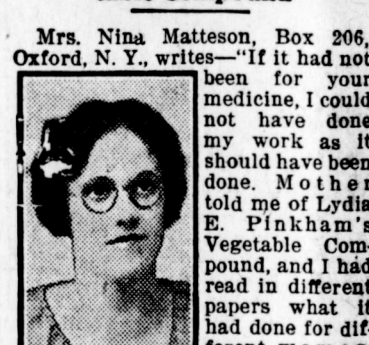 Mrs. Nina Matteson, Box 206,
Oxford, N. Y., writes—"If it had not
been for your
medicine, I could
not have done
my work as it
should have been
done. Mother
told me of Lydia
E. Pinkham's
Vegetable Com-
pound, and I had
read in different
papers what it
had done for dif-